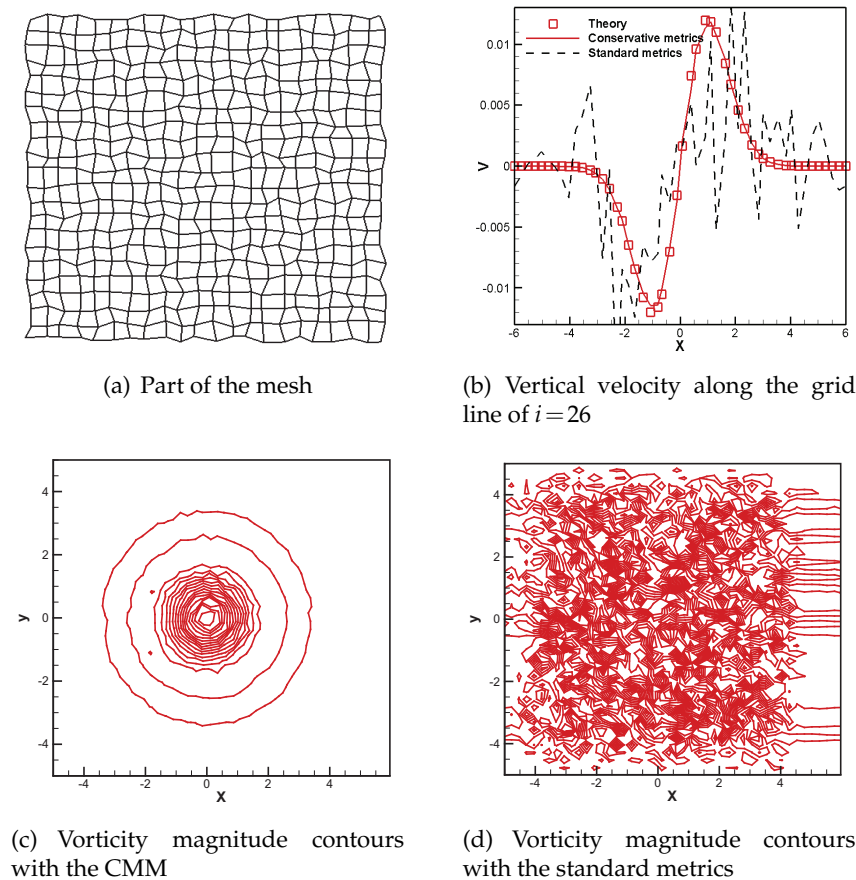 Theory
Conservative metrics
Standard metrics
0.01
0.005
0
-0.005
-0.01
V
-6
-4
-2
0
2
4
6
X
(a) Part of the mesh
(b) Vertical velocity along the grid
line of i=26
4
2
0
-2
-4
y
-4
-2
0
2
4
X
4
2
0
-2
-4
y
-4
-2
0
2
4
X
(c) Vorticity magnitude contours
with the CMM
(d) Vorticity magnitude contours
with the standard metrics